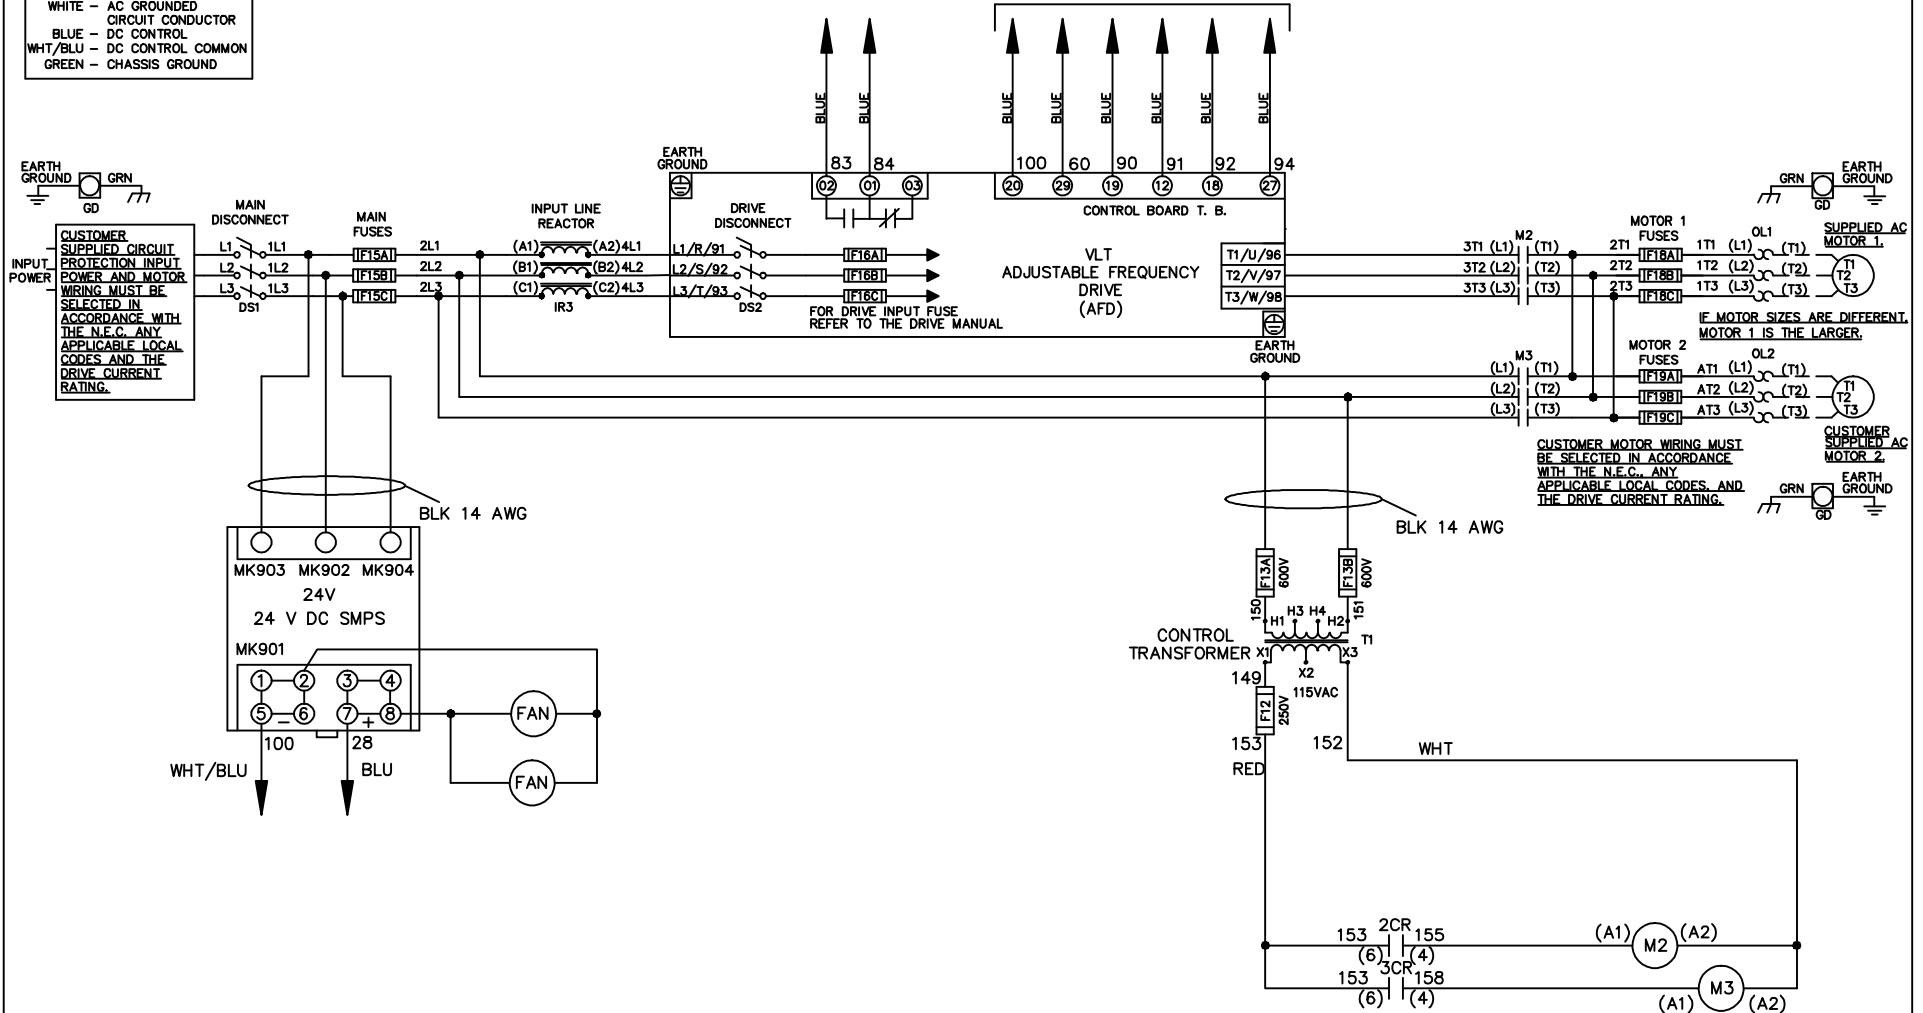 WHITE – AC GROUNDED
CIRCUIT CONDUCTOR
BLUE – DC CONTROL
WHT/BLU – DC CONTROL COMMON
GREEN – CHASSIS GROUND
BLUE
BLUE
BLUE
BLUE
BLUE
BLUE
BLUE
BLUE
EARTH
GROUND
GRN
GD
INPUT
POWER
CUSTOMER
SUPPLIED CIRCUIT
PROTECTION INPUT
POWER AND MOTOR
WIRING MUST BE
SELECTED IN
ACCORDANCE WITH
THE N.E.C. ANY
APPLICABLE LOCAL
CODES AND THE
DRIVE CURRENT
RATING.
MAIN
DISCONNECT
L1 1L1
L2 1L2
L3 1L3
DS1
MAIN
FUSES
F15A
F15B
F15C
2L1
2L2
2L3
INPUT LINE
REACTOR
(A1) (A2) 4L1
(B1) (B2) 4L2
(C1) (C2) 4L3
IR3
EARTH
GROUND
83 84
02 01 03
DRIVE
DISCONNECT
L1/R/91
L2/S/92
L3/T/93
DS2
F16A
F16B
F16C
FOR DRIVE INPUT FUSE
REFER TO THE DRIVE MANUAL
100 60 90 91 92 94
20 29 19 12 18 27
CONTROL BOARD T. B.
VLT
ADJUSTABLE FREQUENCY
DRIVE
(AFD)
T1/U/96
T2/V/97
T3/W/98
EARTH
GROUND
M2
3T1 (L1) (T1)
3T2 (L2) (T2)
3T3 (L3) (T3)
MOTOR 1
FUSES
2T1 F18A 1T1
2T2 F18B 1T2
2T3 F18C 1T3
OL1
(L1) (T1)
(L2) (T2)
(L3) (T3)
T1
T2
T3
GRN
GD
EARTH
GROUND
SUPPLIED AC
MOTOR 1.
IF MOTOR SIZES ARE DIFFERENT,
MOTOR 1 IS THE LARGER.
M3
(L1) (T1)
(L2) (T2)
(L3) (T3)
MOTOR 2
FUSES
F19A AT1
F19B AT2
F19C AT3
OL2
(L1) (T1)
(L2) (T2)
(L3) (T3)
T1
T2
T3
CUSTOMER
SUPPLIED AC
MOTOR 2.
CUSTOMER MOTOR WIRING MUST
BE SELECTED IN ACCORDANCE
WITH THE N.E.C., ANY
APPLICABLE LOCAL CODES, AND
THE DRIVE CURRENT RATING.
GRN
GD
EARTH
GROUND
BLK 14 AWG
MK903 MK902 MK904
24V
24 V DC SMPS
MK901
1 2 3 4
5 – 6 7 + 8
100 28
WHT/BLU BLU
FAN
FAN
BLK 14 AWG
F13A 600V
F13B 600V
150 151
H1 H3 H4 H2
T1
CONTROL
TRANSFORMER
X1 X2 X3
149
115VAC
F12 250V
153 152
RED
WHT
2CR
153 155
(6) (4)
(A1) M2 (A2)
3CR
153 158
(6) (4)
(A1) M3 (A2)